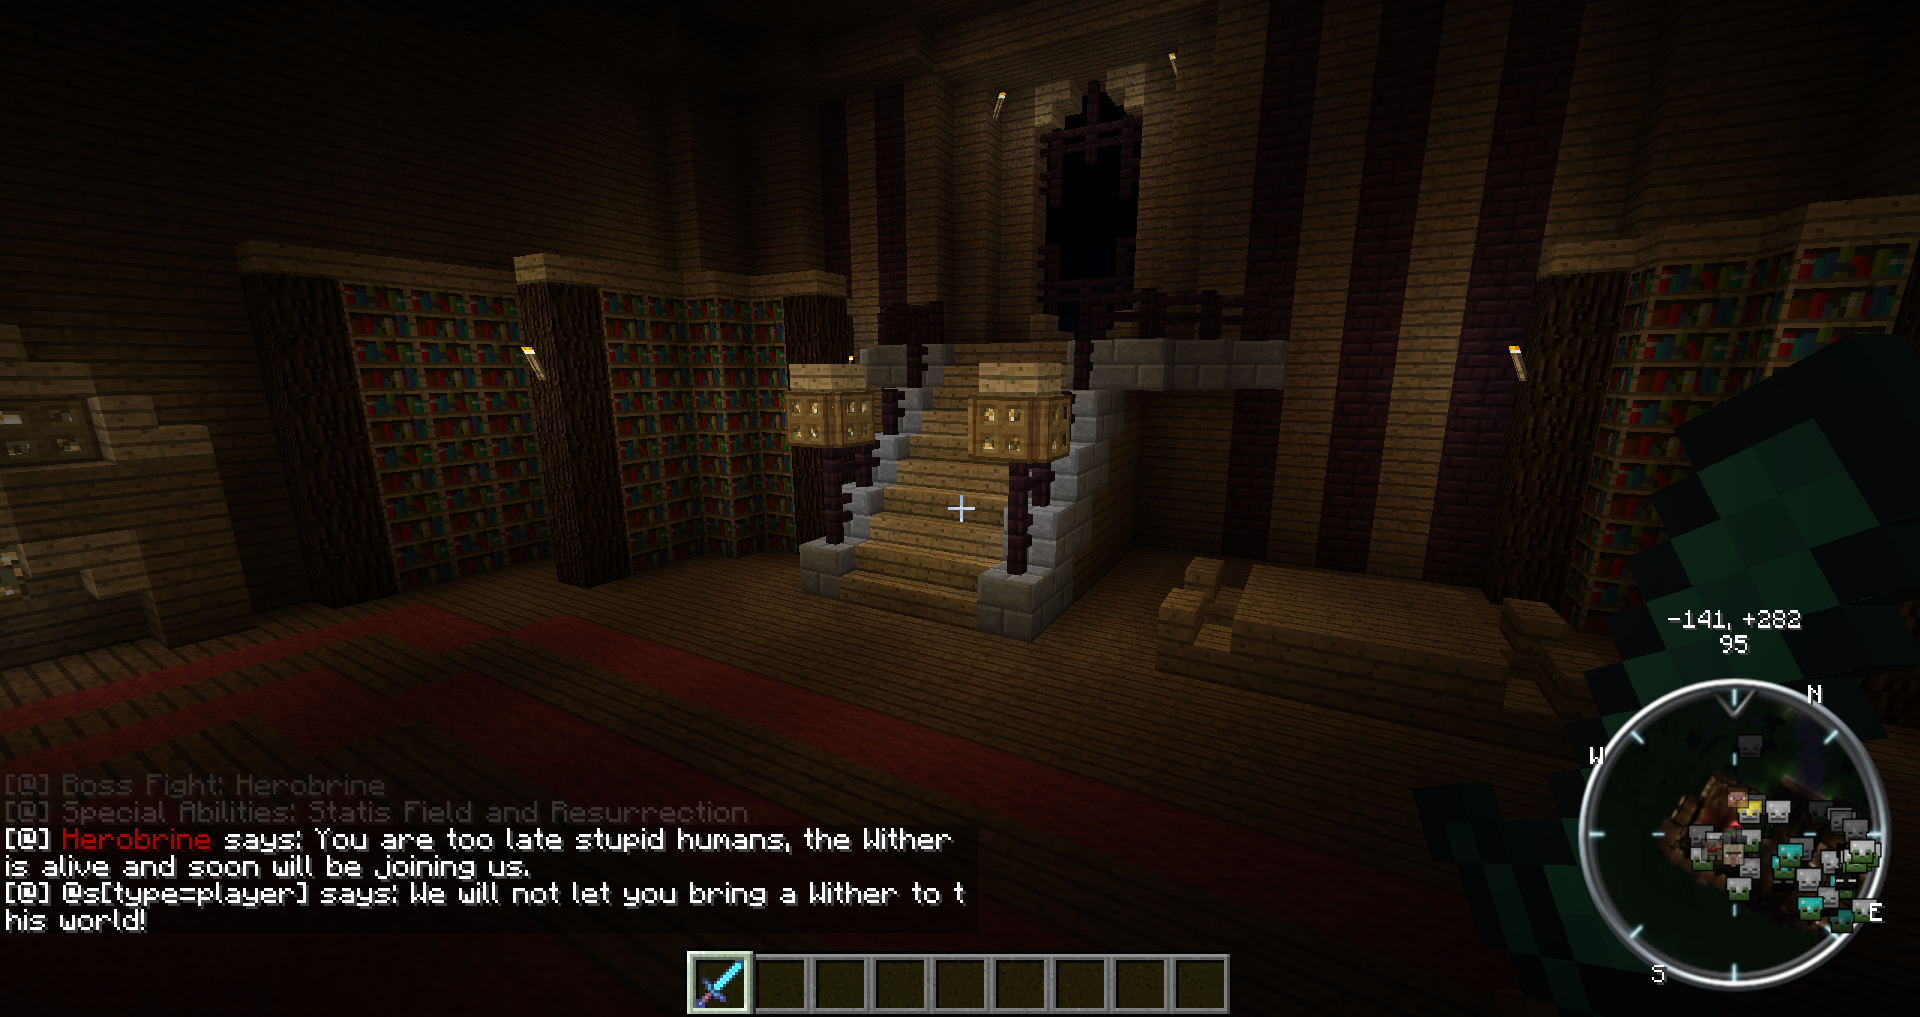 [@] Boss Fight: Herobrine
[@] Special Abilities: Statis Field and Resurrection
[@] Herobrine says: You are too late stupid humans, the Wither
is alive and soon will be joining us.
[@] @s[type=player] says: We will not let you bring a Wither to t
his world!
-141, +282
95
N
W
E
S